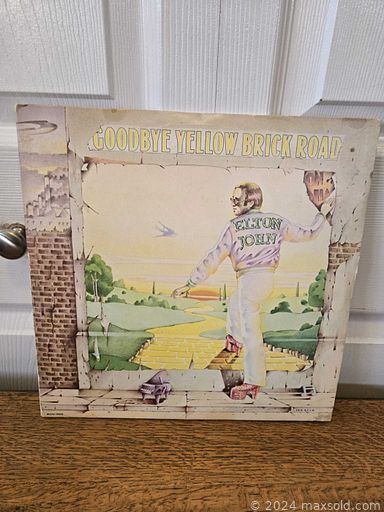 GOODBYE YELLOW BRICK ROAD
ELTON
JOHN
© 2024 maxsold.com